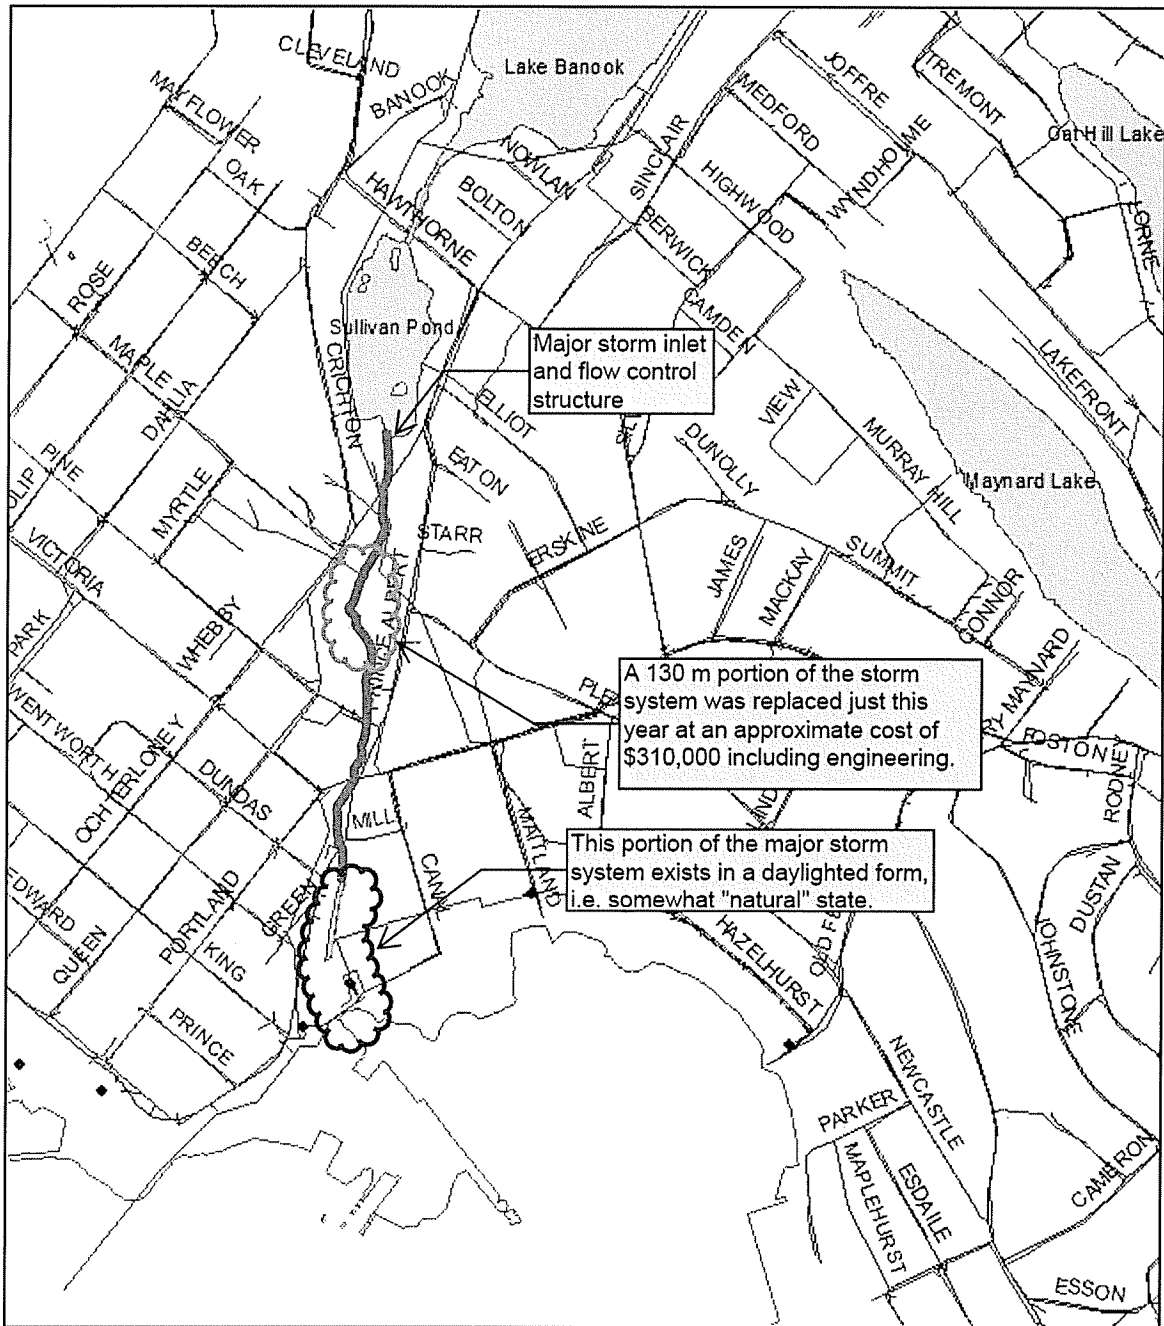 CLEVELAND
Lake Banook
BANOOK
MAYFLOWER
JOFFRE
TREMONT
MEDFORD
OAK
NOWLAN
SINCLAIR
WYNDHOLME
Oat Hill Lake
HAWTHORNE
BOLTON
HIGHWOOD
LORNE
BEECH
BERWICK
ROSE
CAMDEN
Sullivan Pond
CRICHTON
Major storm inlet
and flow control
structure
MAPLE
DAHLIA
ELLIOT
VIEW
LAKEFRONT
PINE
MURRAY HILL
DUNOLLY
EATON
Maynard Lake
MYRTLE
STARR
ERSKINE
VICTORIA
ALBERT
JAMES
MACKAY
SUMMIT
CONNOR
PARK
WHEBBY
A 130 m portion of the storm
system was replaced just this
year at an approximate cost of
$310,000 including engineering.
MAYNARD
WENTWORTH
OCHTERLONEY
DUNDAS
RODNE
MILL
MAITLAND
ALBERT
This portion of the major storm
system exists in a daylighted form,
i.e. somewhat "natural" state.
EDWARD
QUEEN
PORTLAND
GREEN
KING
CANAL
HAZELHURST
DUSTAN
JOHNSTONE
PRINCE
NEWCASTLE
PARKER
MAPLEHURST
ESDAILE
CAMERON
ESSON